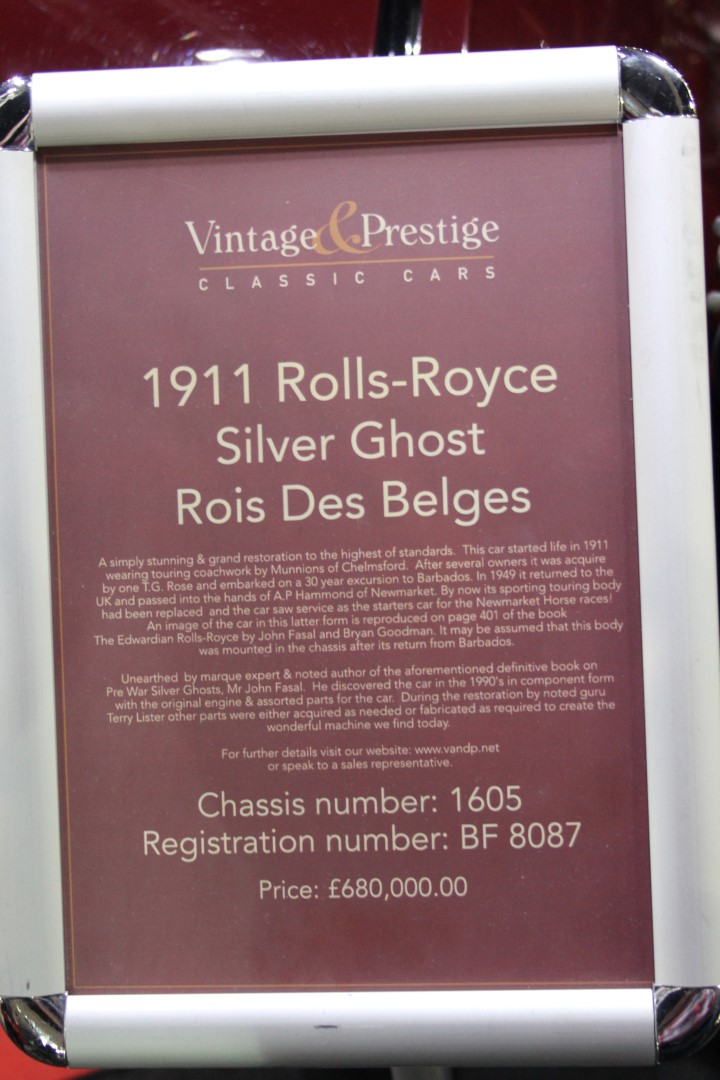 Vintage & Prestige
CLASSIC CARS
1911 Rolls-Royce
Silver Ghost
Rois Des Belges
A simply stunning & grand restoration to the highest of standards. This car started life in 1911
wearing touring coachwork by Munnions of Chelmsford. After several owners it was acquire
by one T.G. Rose and embarked on a 30 year excursion to Barbados. In 1949 it returned to the
UK and passed into the hands of A.P Hammond of Newmarket. By now its sporting touring body
had been replaced and the car saw service as the starters car for the Newmarket Horse races!
An image of the car in this latter form is reproduced on page 401 of the book
The Edwardian Rolls-Royce by John Fasal and Bryan Goodman. It may be assumed that this body
was mounted in the chassis after its return from Barbados.
Unearthed by marque expert & noted author of the aforementioned definitive book on
Pre War Silver Ghosts, Mr John Fasal. He discovered the car in the 1990's in component form
with the original engine & assorted parts for the car. During the restoration by noted guru
Terry Lister other parts were either acquired as needed or fabricated as required to create the
wonderful machine we find today.
For further details visit our website: www.vandp.net
or speak to a sales representative.
Chassis number: 1605
Registration number: BF 8087
Price: £680,000.00